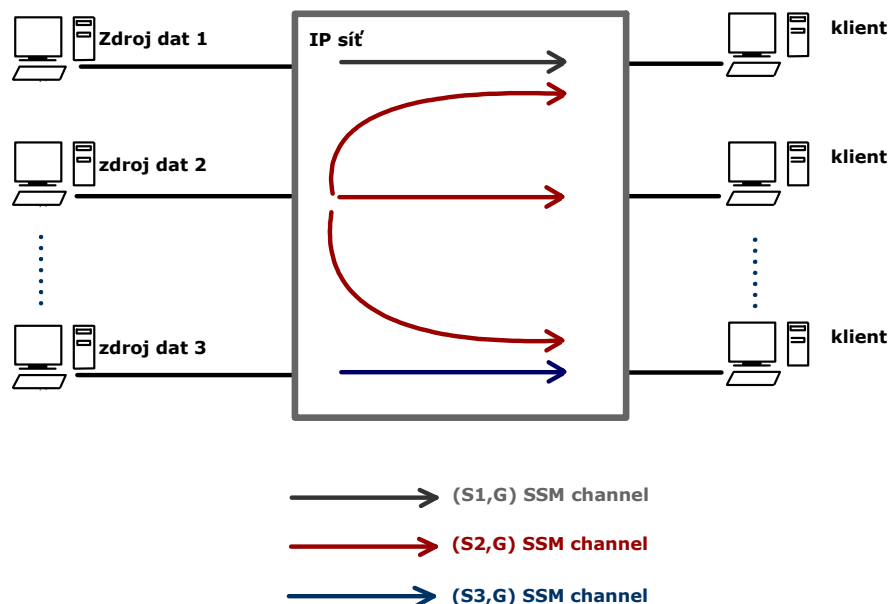 Zdroj dat 1
IP síť
klient
zdroj dat 2
klient
zdroj dat 3
klient
(S1,G) SSM channel
(S2,G) SSM channel
(S3,G) SSM channel